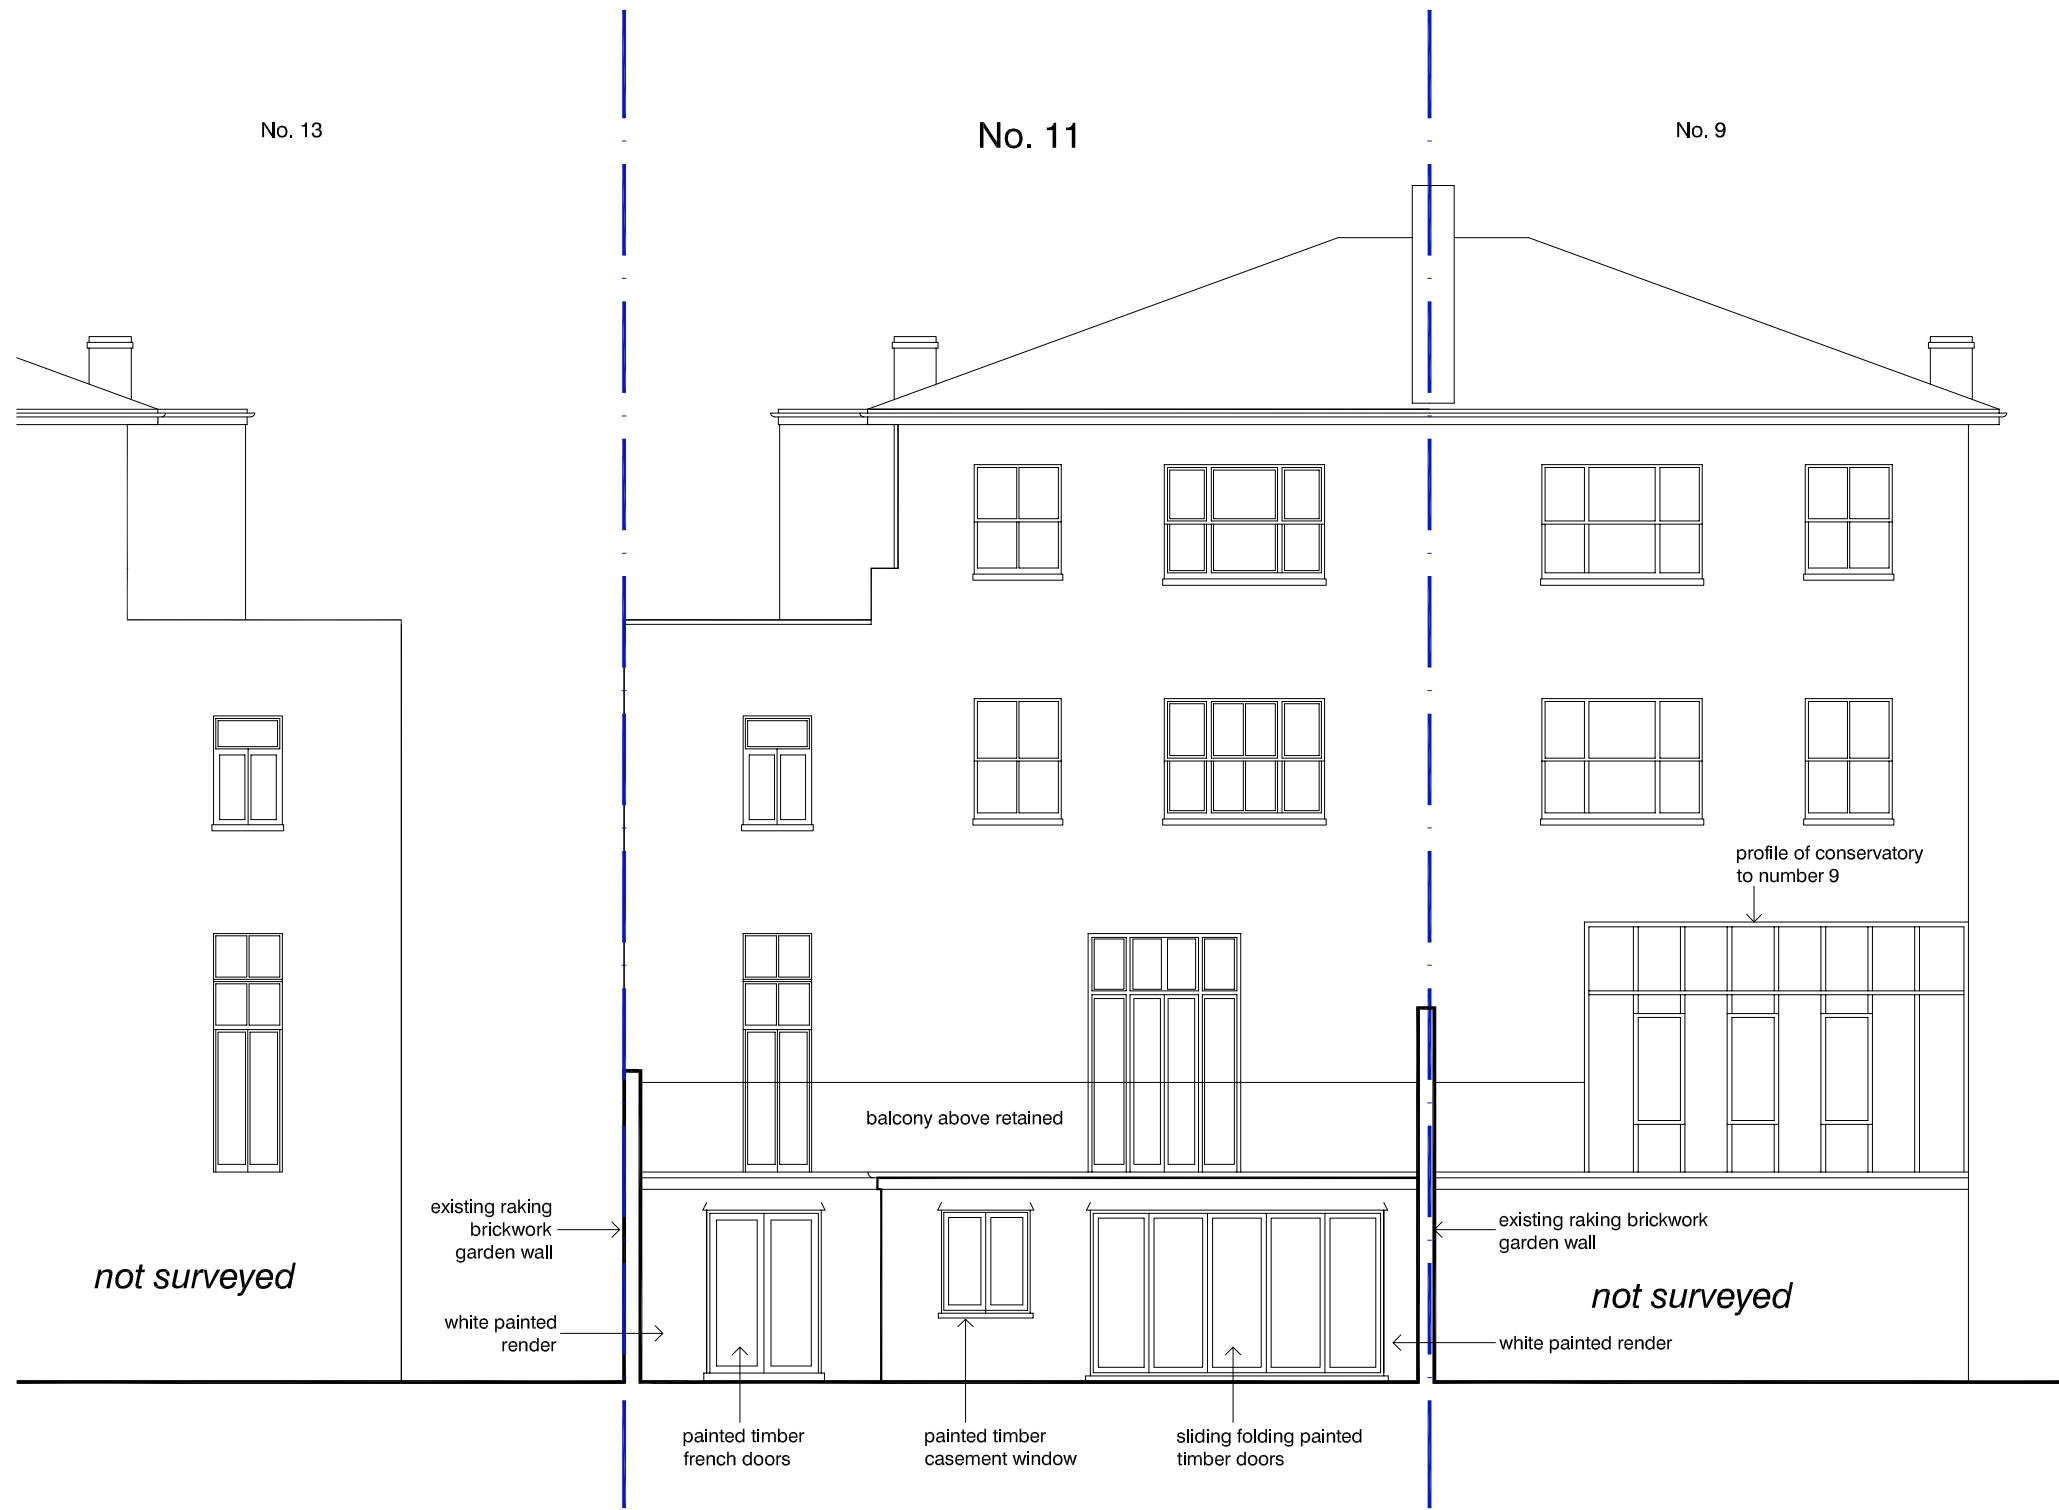 No. 13
No. 11
No. 9
profile of conservatory
to number 9
balcony above retained
existing raking
brickwork
garden wall
existing raking brickwork
garden wall
not surveyed
not surveyed
white painted
render
white painted render
painted timber
french doors
painted timber
casement window
sliding folding painted
timber doors